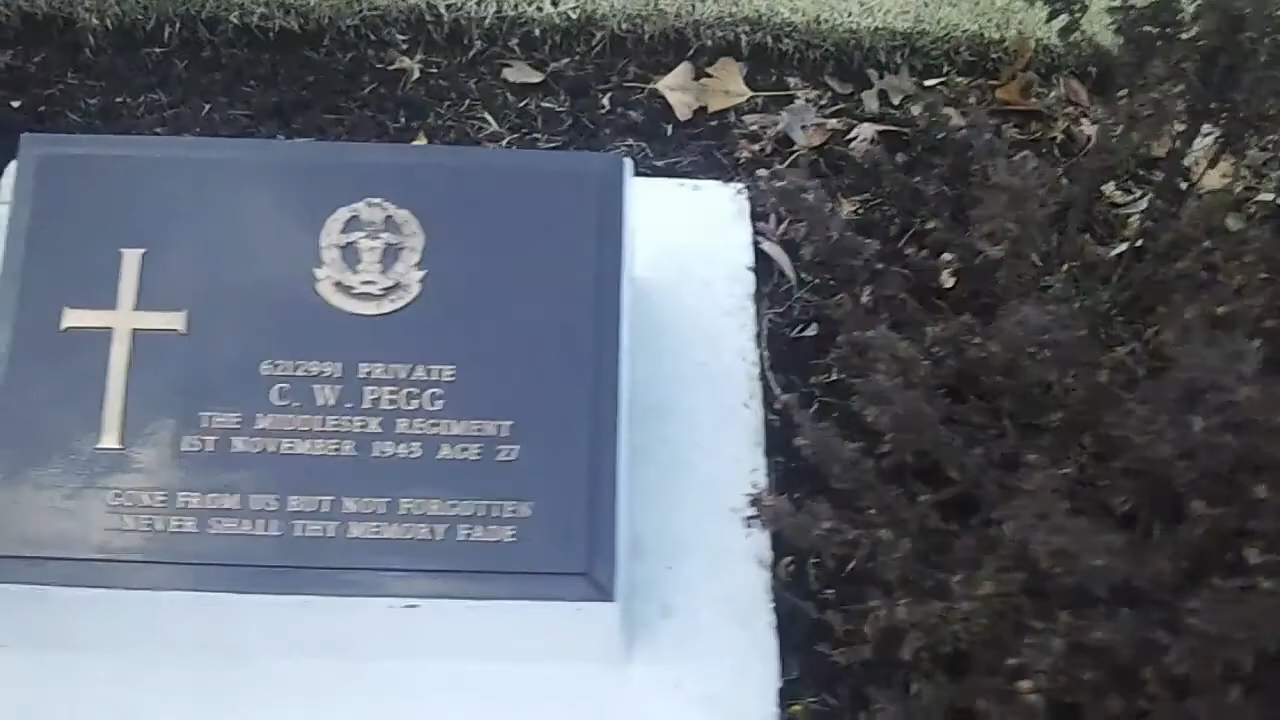 6212991 PRIVATE
C. W. PEGG
THE MIDDLESEX REGIMENT
1ST NOVEMBER 1943 AGE 27
GONE FROM US BUT NOT FORGOTTEN
NEVER SHALL THY MEMORY FADE